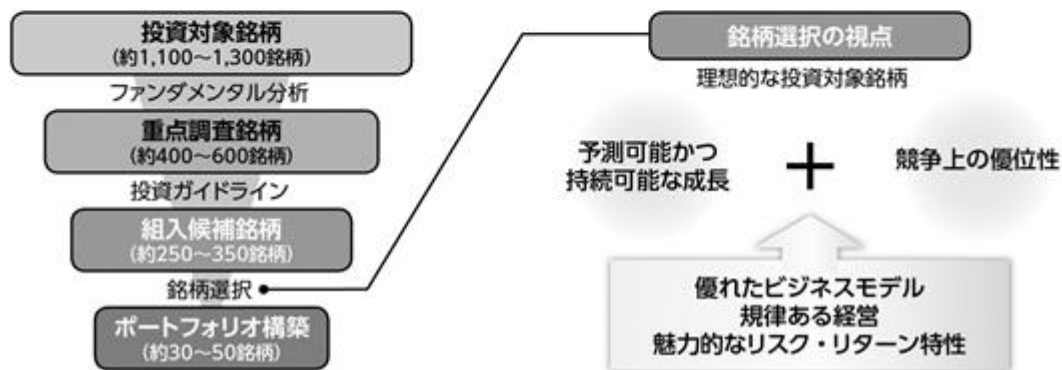 投資対象銘柄
(約1,100〜1,300銘柄)
ファンダメンタル分析
重点調査銘柄
(約400〜600銘柄)
投資ガイドライン
組入候補銘柄
(約250〜350銘柄)
銘柄選択
ポートフォリオ構築
(約30〜50銘柄)
銘柄選択の視点
理想的な投資対象銘柄
予測可能かつ
持続可能な成長
+
競争上の優位性
優れたビジネスモデル
規律ある経営
魅力的なリスク・リターン特性